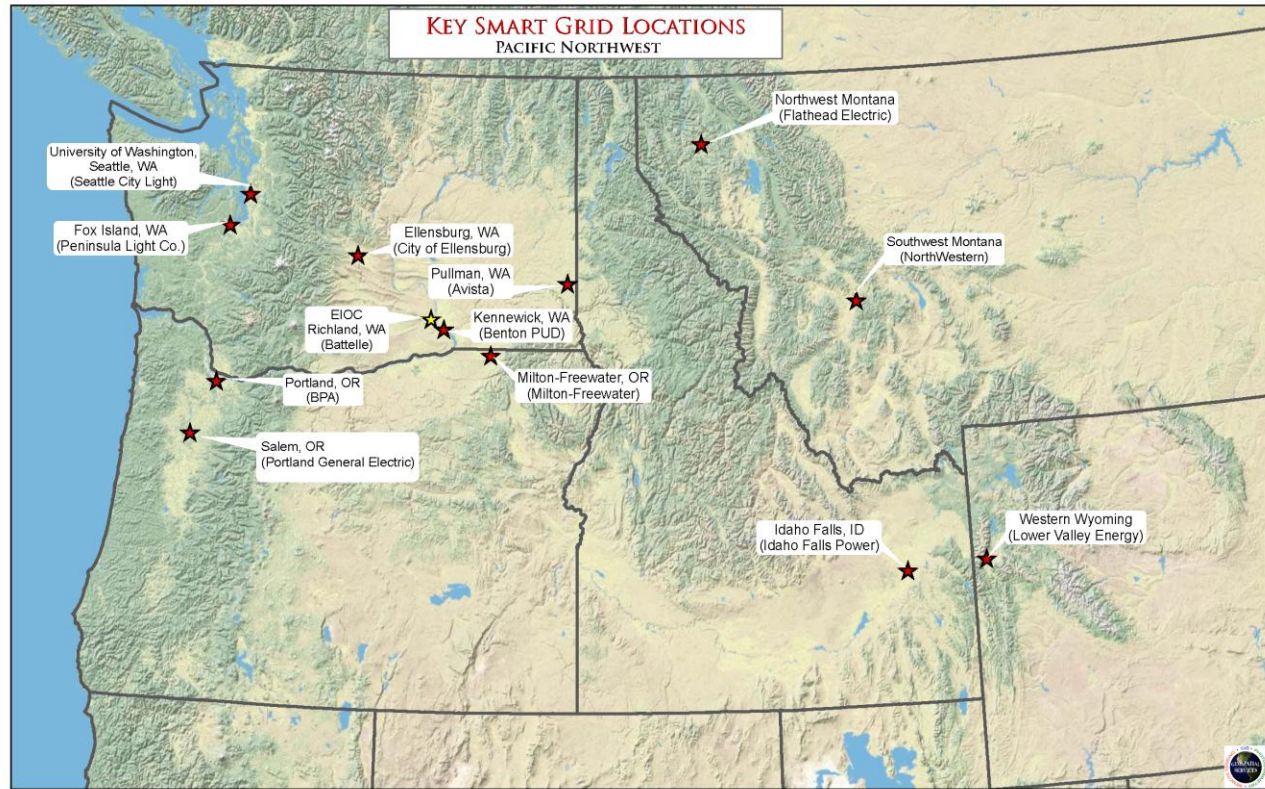 KEY SMART GRID LOCATIONS
PACIFIC NORTHWEST
Northwest Montana
(Flathead Electric)
University of Washington,
Seattle, WA
(Seattle City Light)
Fox Island, WA
(Peninsula Light Co.)
Ellensburg, WA
(City of Ellensburg)
Southwest Montana
(NorthWestern)
Pullman, WA
(Avista)
EIOC
Richland, WA
(Battelle)
Kennewick, WA
(Benton PUD)
Milton-Freewater, OR
(Milton-Freewater)
Portland, OR
(BPA)
Salem, OR
(Portland General Electric)
Idaho Falls, ID
(Idaho Falls Power)
Western Wyoming
(Lower Valley Energy)